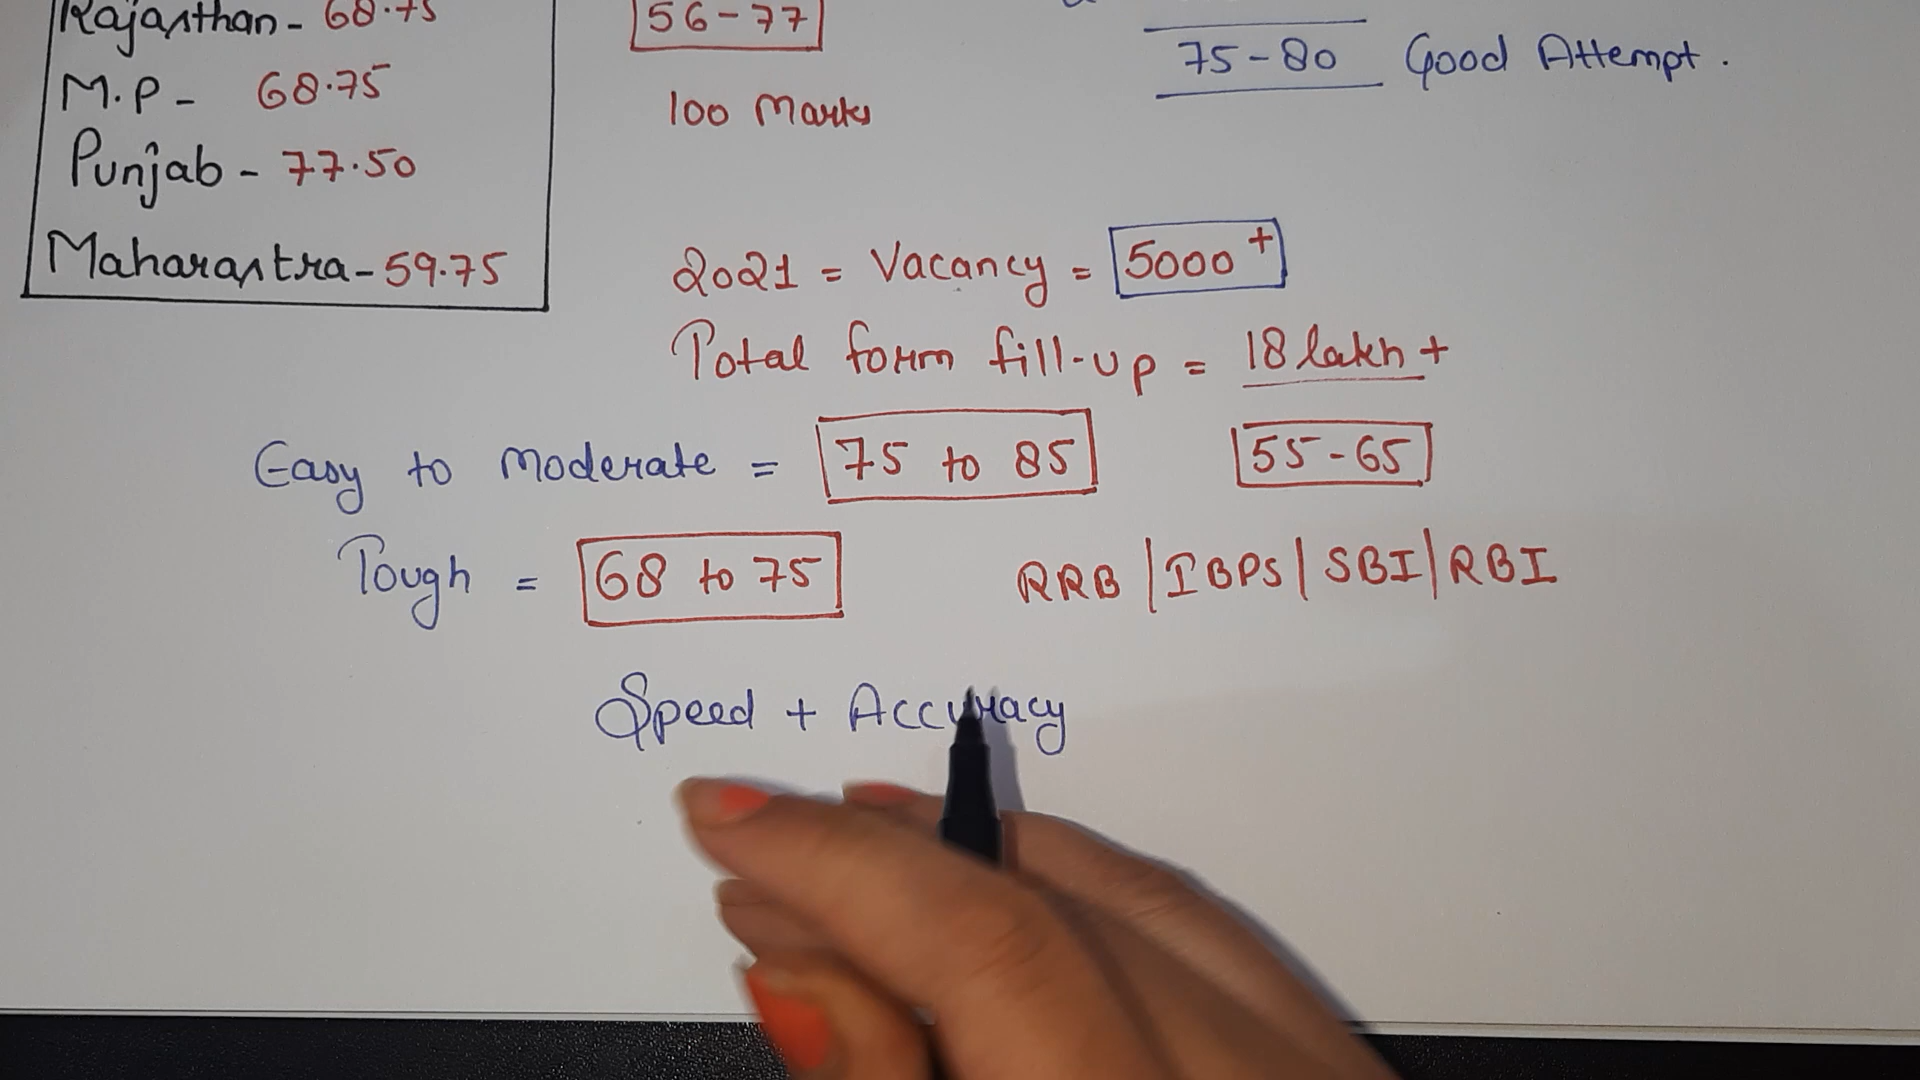 Rajasthan - 68.75
M.P - 68.75
Punjab - 77.50
Maharastra - 59.75
56 - 77
100 Marks
75 - 80 Good Attempt.
2021 = Vacancy = 5000+
Total form fill-up = 18 lakh +
Easy to moderate = 75 to 85 55 - 65
Tough = 68 to 75 RRB | IBPS | SBI | RBI
Speed + Accuracy